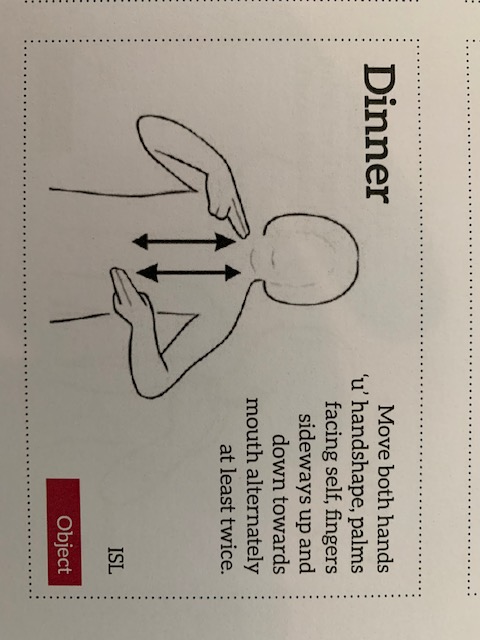 Dinner
Move both hands
'u' handshape, palms
facing self, fingers
sideways up and
down towards
mouth alternately
at least twice.
ISL
Object